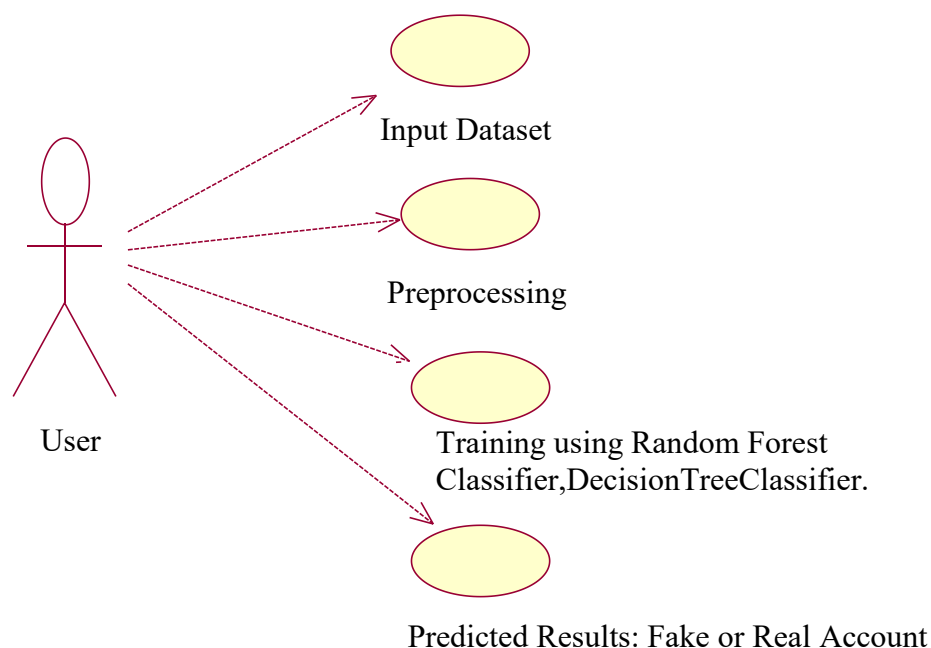 Input Dataset
Preprocessing
User
Training using Random Forest
Classifier,DecisionTreeClassifier.
Predicted Results: Fake or Real Account